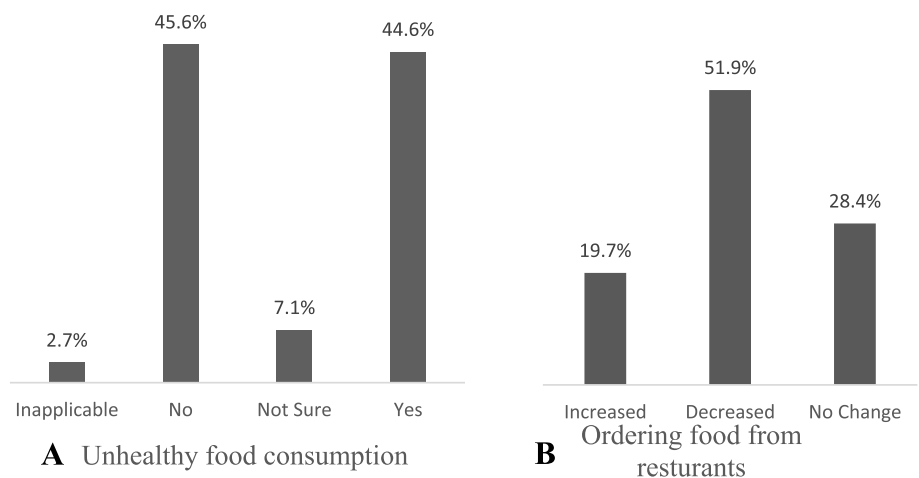 45.6%
44.6%
7.1%
2.7%
Inapplicable
No
Not Sure
Yes
A Unhealthy food consumption
51.9%
28.4%
19.7%
Increased
Decreased
No Change
B Ordering food from
resturants